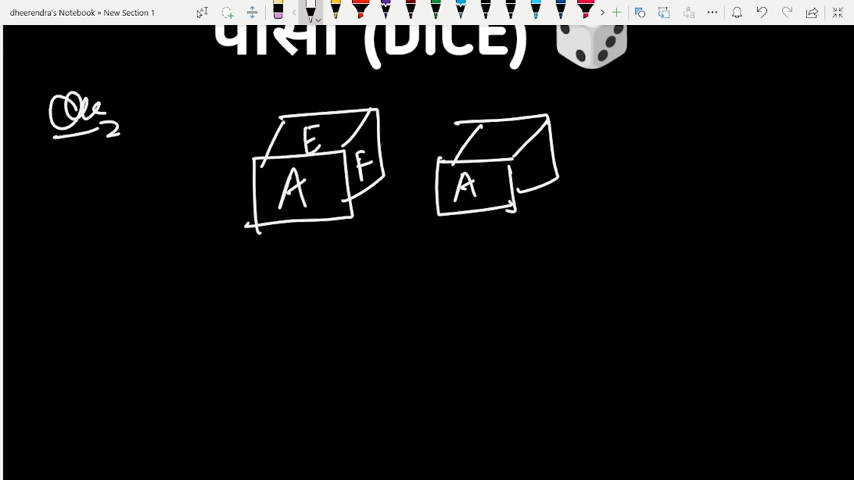 dheerendra's Notebook » New Section 1
पासा (DICE)
Que 2
E
A F
A